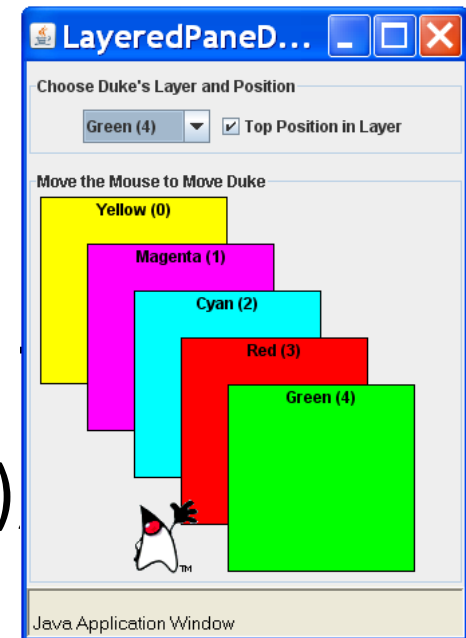 LayeredPaneD...
Choose Duke's Layer and Position
Green (4)
Top Position in Layer
Move the Mouse to Move Duke
Yellow (0)
Magenta (1)
Cyan (2)
Red (3)
Green (4)
)
TM
Java Application Window